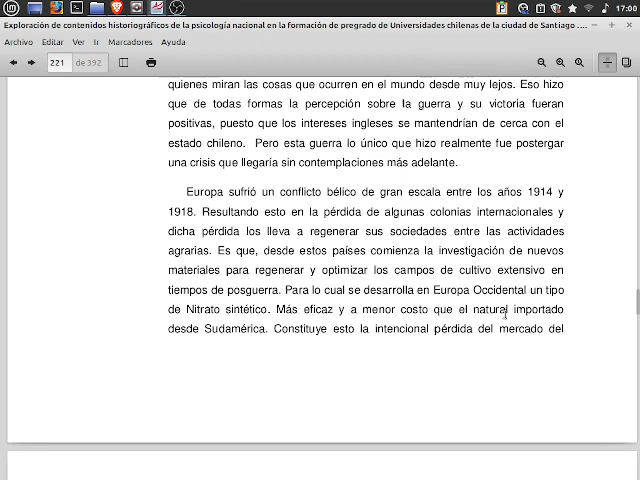 17:00
Exploración de contenidos historiográficos de la psicología nacional en la formación de pregrado de Universidades chilenas de la ciudad de Santiago ....
Archivo Editar Ver Ir Marcadores Ayuda
221 de 392
quienes miran las cosas que ocurren en el mundo desde muy lejos. Eso hizo
que de todas formas la percepción sobre la guerra y su victoria fueran
positivas, puesto que los intereses ingleses se mantendrían de cerca con el
estado chileno. Pero esta guerra lo único que hizo realmente fue postergar
una crisis que llegaría sin contemplaciones más adelante.
Europa sufrió un conflicto bélico de gran escala entre los años 1914 y
1918. Resultando esto en la pérdida de algunas colonias internacionales y
dicha pérdida los lleva a regenerar sus sociedades entre las actividades
agrarias. Es que, desde estos países comienza la investigación de nuevos
materiales para regenerar y optimizar los campos de cultivo extensivo en
tiempos de posguerra. Para lo cual se desarrolla en Europa Occidental un tipo
de Nitrato sintético. Más eficaz y a menor costo que el natural importado
desde Sudamérica. Constituye esto la intencional pérdida del mercado del